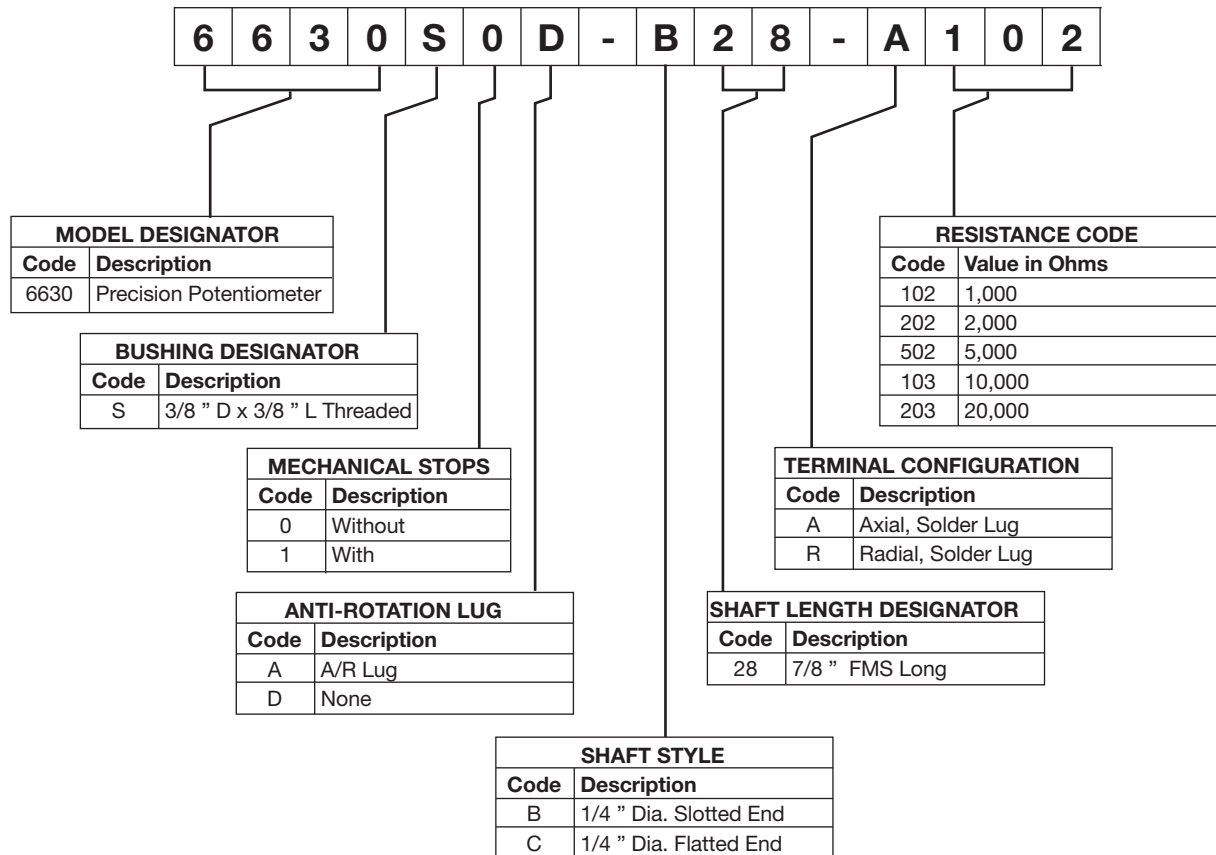 6 6 3 0 S 0 D - B 2 8 - A 1 0 2
MODEL DESIGNATOR
Code Description
6630 Precision Potentiometer
BUSHING DESIGNATOR
Code Description
S 3/8 ” D x 3/8 ” L Threaded
MECHANICAL STOPS
Code Description
0 Without
1 With
ANTI-ROTATION LUG
Code Description
A A/R Lug
D None
SHAFT STYLE
Code Description
B 1/4 ” Dia. Slotted End
C 1/4 ” Dia. Flatted End
SHAFT LENGTH DESIGNATOR
Code Description
28 7/8 ” FMS Long
TERMINAL CONFIGURATION
Code Description
A Axial, Solder Lug
R Radial, Solder Lug
RESISTANCE CODE
Code Value in Ohms
102 1,000
202 2,000
502 5,000
103 10,000
203 20,000